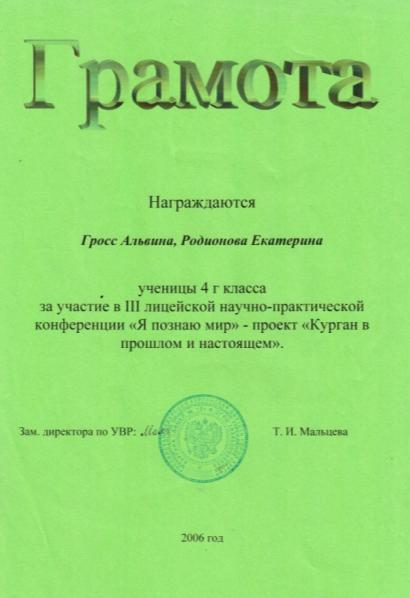 Грамота
Награждаются
Гросс Альвина, Родионова Екатерина
ученицы 4 г класса
за участие в III лицейской научно-практической
конференции «Я познаю мир» - проект «Курган в
прошлом и настоящем».
Зам. директора по УВР:
Т. И. Мальцева
2006 год